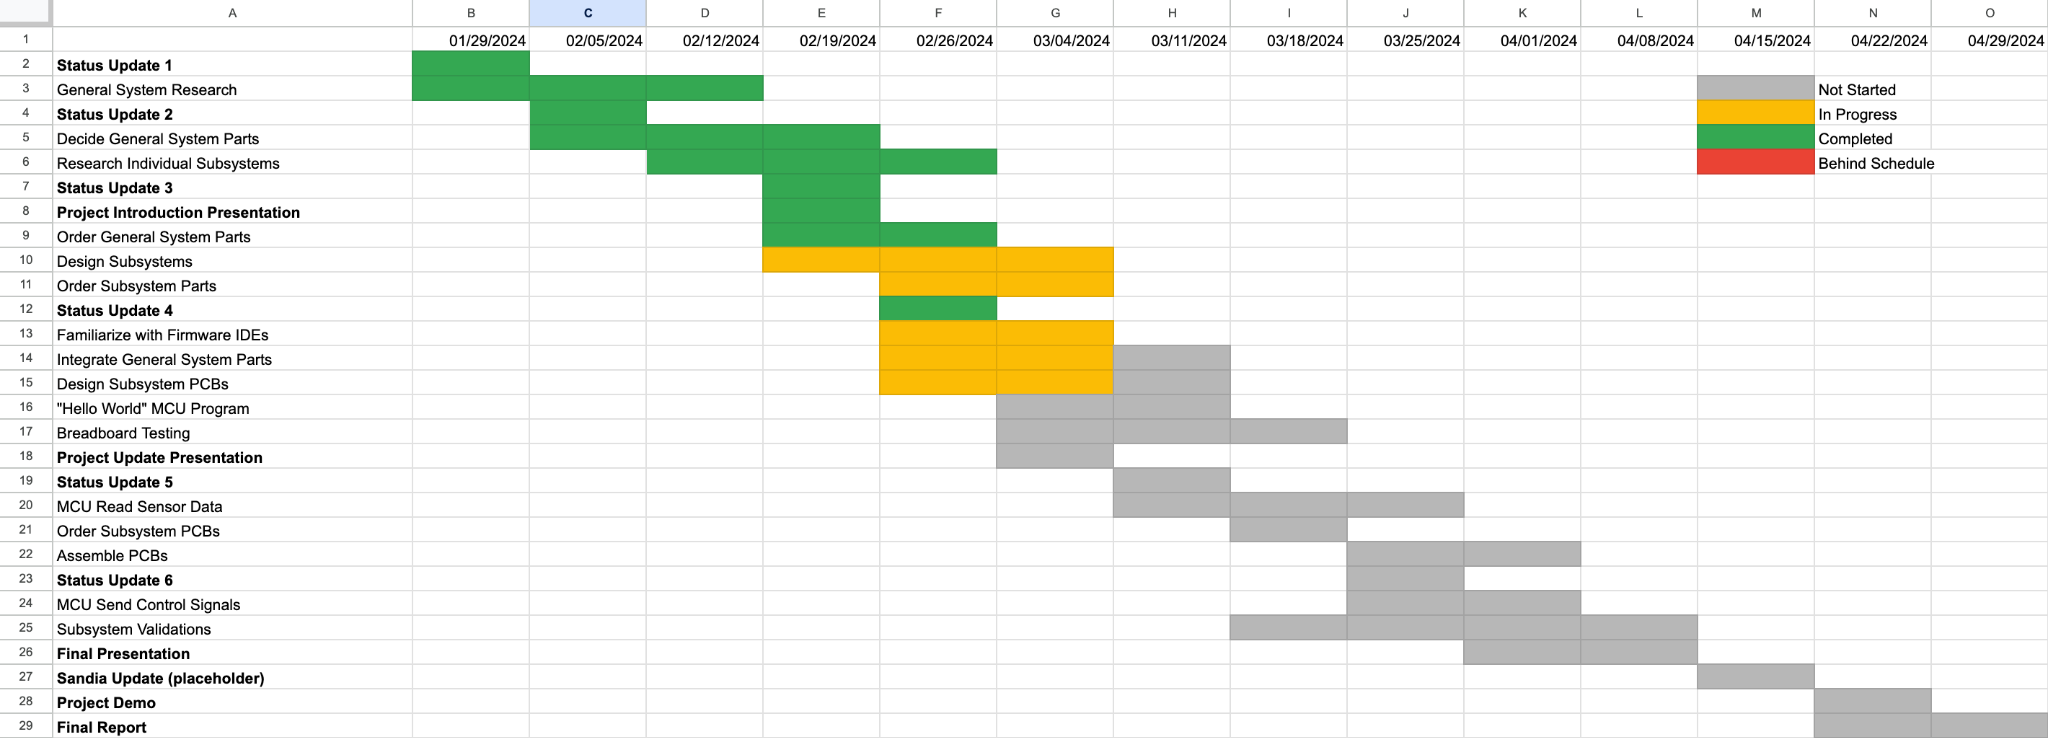 A B C D E F G H I J K L M N O
1 01/29/2024 02/05/2024 02/12/2024 02/19/2024 02/26/2024 03/04/2024 03/11/2024 03/18/2024 03/25/2024 04/01/2024 04/08/2024 04/15/2024 04/22/2024 04/29/2024
2 Status Update 1
3 General System Research Not Started
4 Status Update 2 In Progress
5 Decide General System Parts Completed
6 Research Individual Subsystems Behind Schedule
7 Status Update 3
8 Project Introduction Presentation
9 Order General System Parts
10 Design Subsystems
11 Order Subsystem Parts
12 Status Update 4
13 Familiarize with Firmware IDEs
14 Integrate General System Parts
15 Design Subsystem PCBs
16 "Hello World" MCU Program
17 Breadboard Testing
18 Project Update Presentation
19 Status Update 5
20 MCU Read Sensor Data
21 Order Subsystem PCBs
22 Assemble PCBs
23 Status Update 6
24 MCU Send Control Signals
25 Subsystem Validations
26 Final Presentation
27 Sandia Update (placeholder)
28 Project Demo
29 Final Report